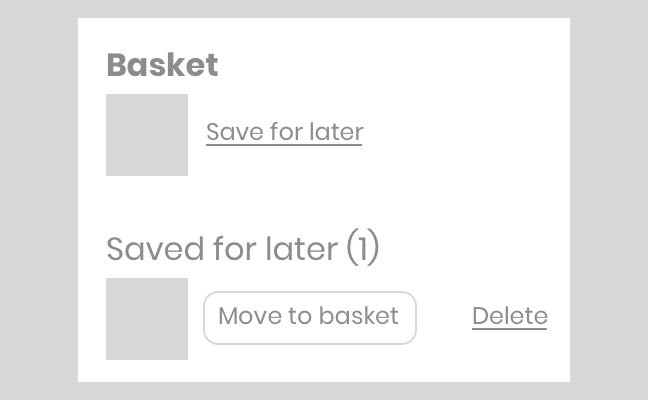 Basket
Save for later
Saved for later (1)
Move to basket
Delete